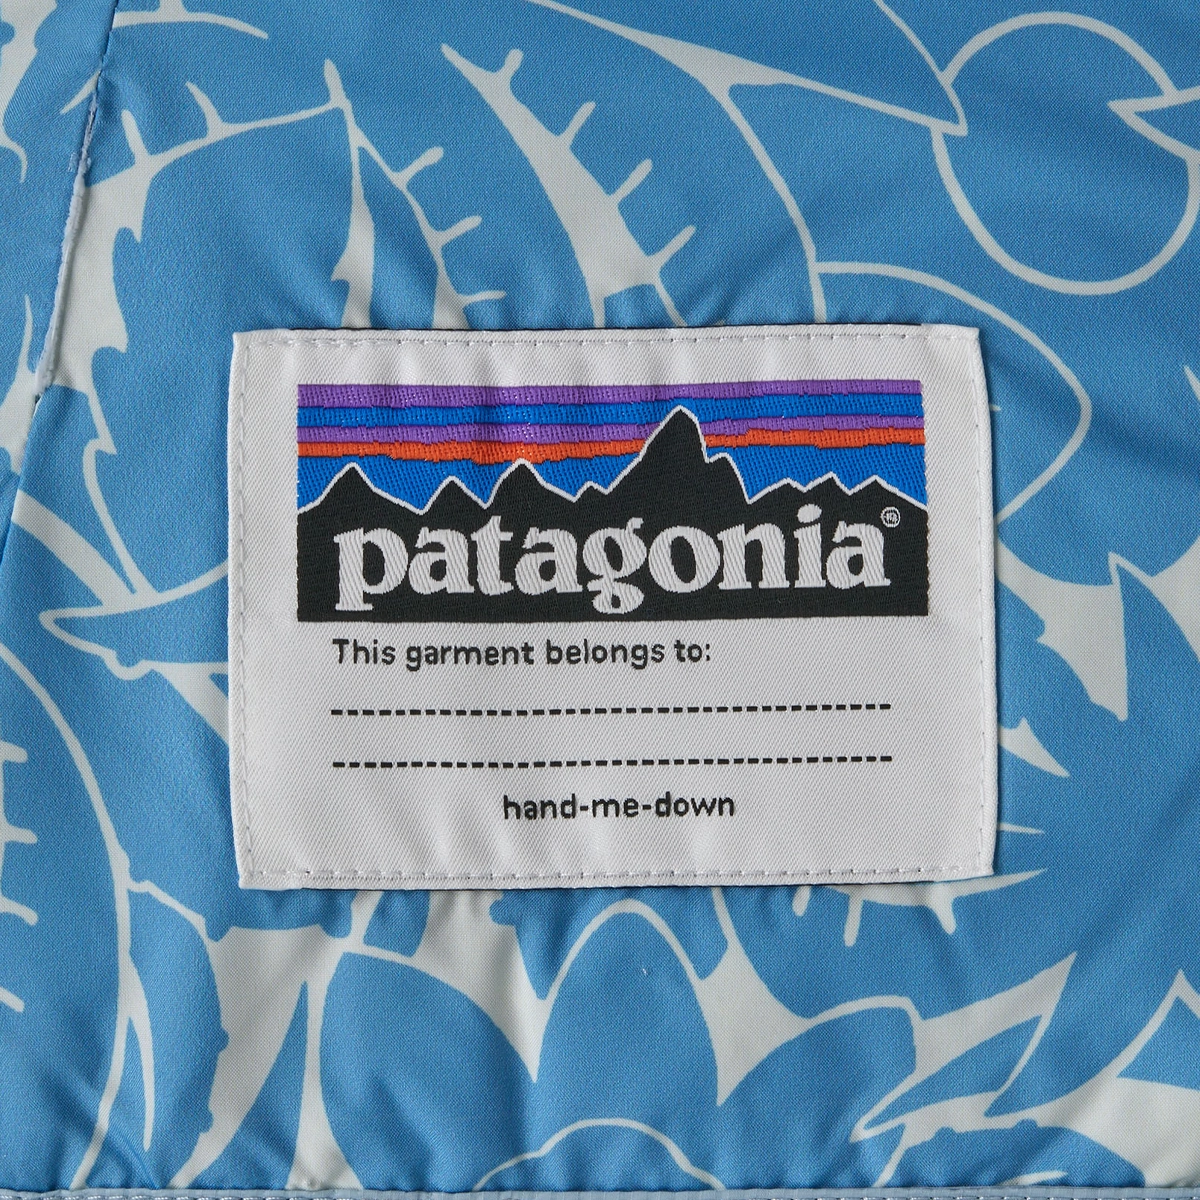 patagonia®
This garment belongs to:
hand-me-down